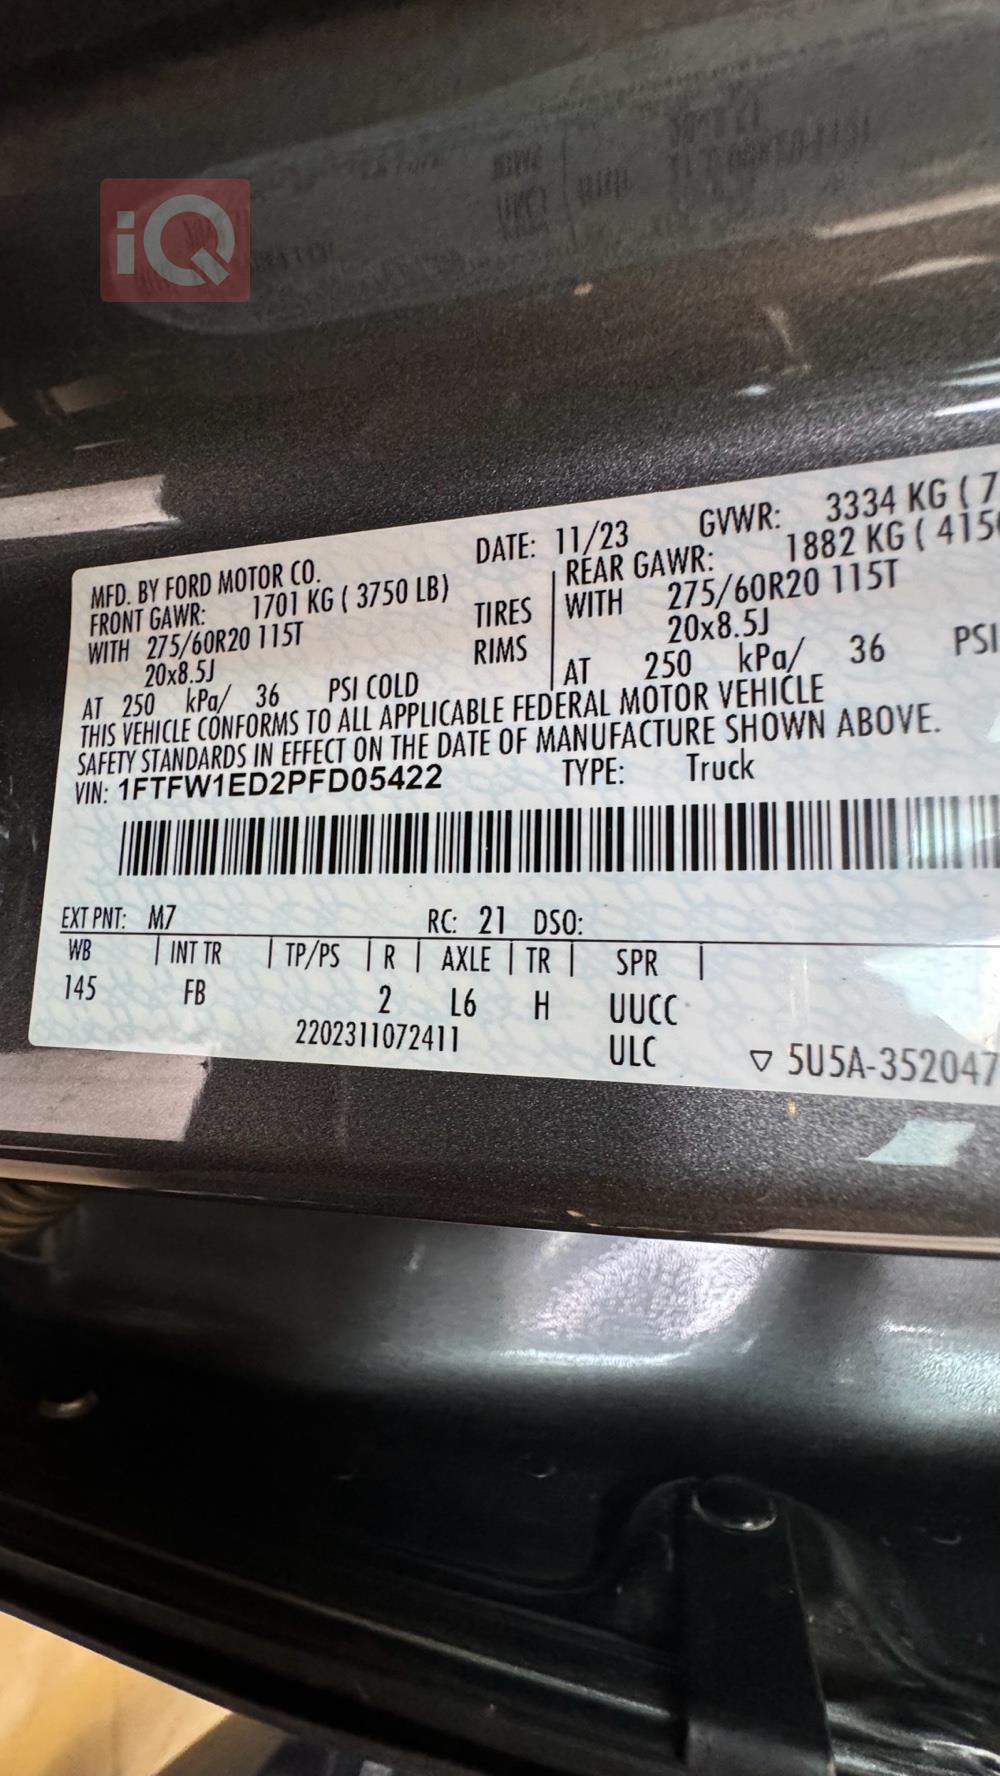 iQ
MFD. BY FORD MOTOR CO.
DATE: 11/23
GVWR: 3334 KG ( 7
FRONT GAWR: 1701 KG ( 3750 LB)
REAR GAWR: 1882 KG ( 415
WITH 275/60R20 115T
TIRES
WITH 275/60R20 115T
20x8.5J
RIMS
20x8.5J
AT 250 kPa/ 36 PSI COLD
AT 250 kPa/ 36 PSI
THIS VEHICLE CONFORMS TO ALL APPLICABLE FEDERAL MOTOR VEHICLE
SAFETY STANDARDS IN EFFECT ON THE DATE OF MANUFACTURE SHOWN ABOVE.
VIN: 1FTFW1ED2PFD05422 TYPE: Truck
EXT PNT: M7 RC: 21 DSO:
WB | INT TR | TP/PS | R | AXLE | TR | SPR |
145 FB 2 L6 H UUCC
2202311072411 ULC ▽ 5U5A-352047